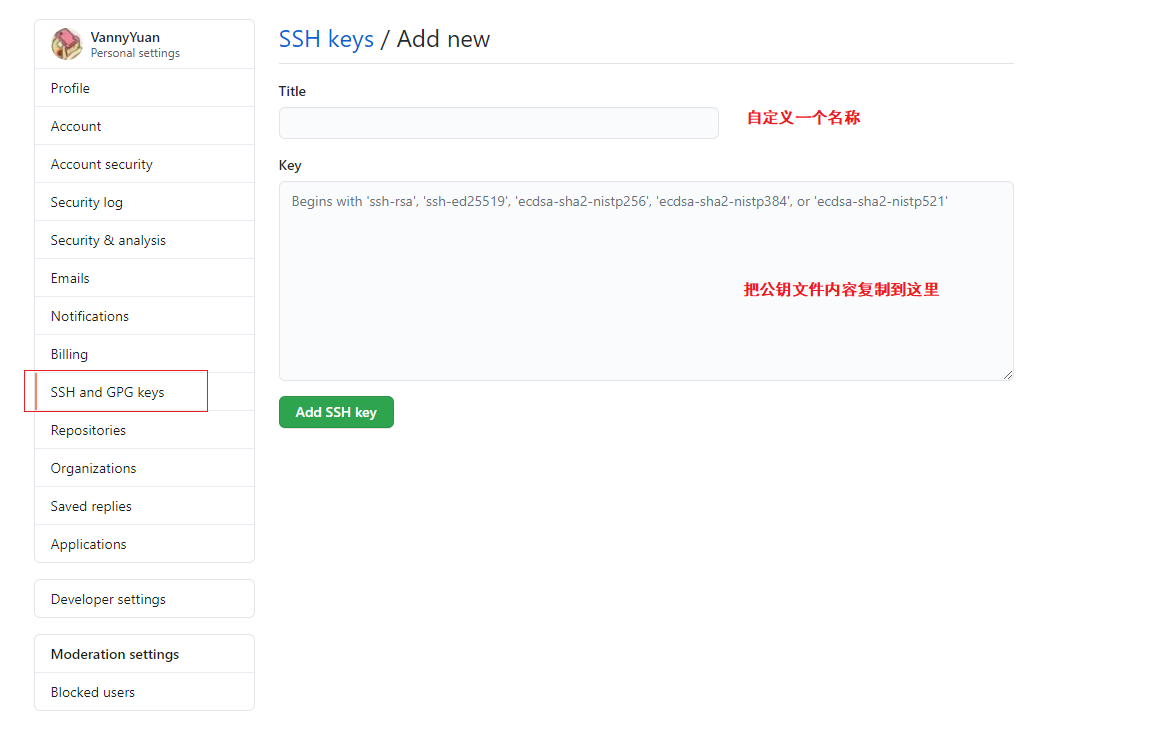 VannyYuan
Personal settings
Profile
Account
Account security
Security log
Security & analysis
Emails
Notifications
Billing
SSH and GPG keys
Repositories
Organizations
Saved replies
Applications
Developer settings
Moderation settings
Blocked users
SSH keys / Add new
Title
自定义一个名称
Key
Begins with 'ssh-rsa', 'ssh-ed25519', 'ecdsa-sha2-nistp256', 'ecdsa-sha2-nistp384', or 'ecdsa-sha2-nistp521'
把公钥文件内容复制到这里
Add SSH key